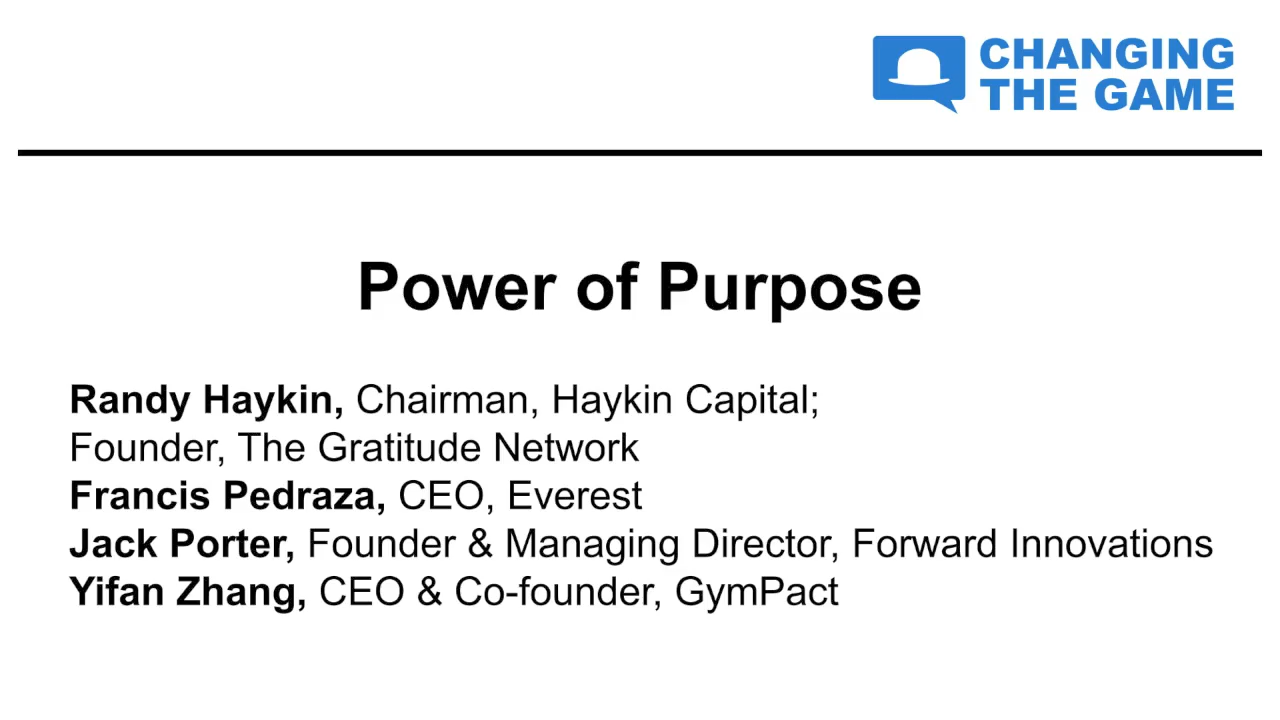 CHANGING
THE GAME
Power of Purpose
Randy Haykin, Chairman, Haykin Capital;
Founder, The Gratitude Network
Francis Pedraza, CEO, Everest
Jack Porter, Founder & Managing Director, Forward Innovations
Yifan Zhang, CEO & Co-founder, GymPact